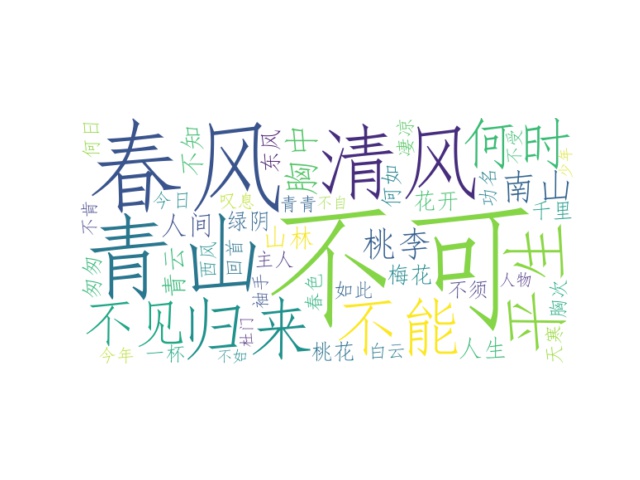 春风
清风
不可
青山
何时
不知
东风
胸中
凄凉
何如
功名
不受
少年
何日
不肯
今日
叹息
青青
不自
花开
南山
千里
人间
绿阴
山林
桃李
平生
匆匆
青云
西风
回首
主人
袖手
春色
如此
梅花
不须
人物
胸次
天寒
不见
归来
不能
杜门
今年
一杯
不如
桃花
白云
人生